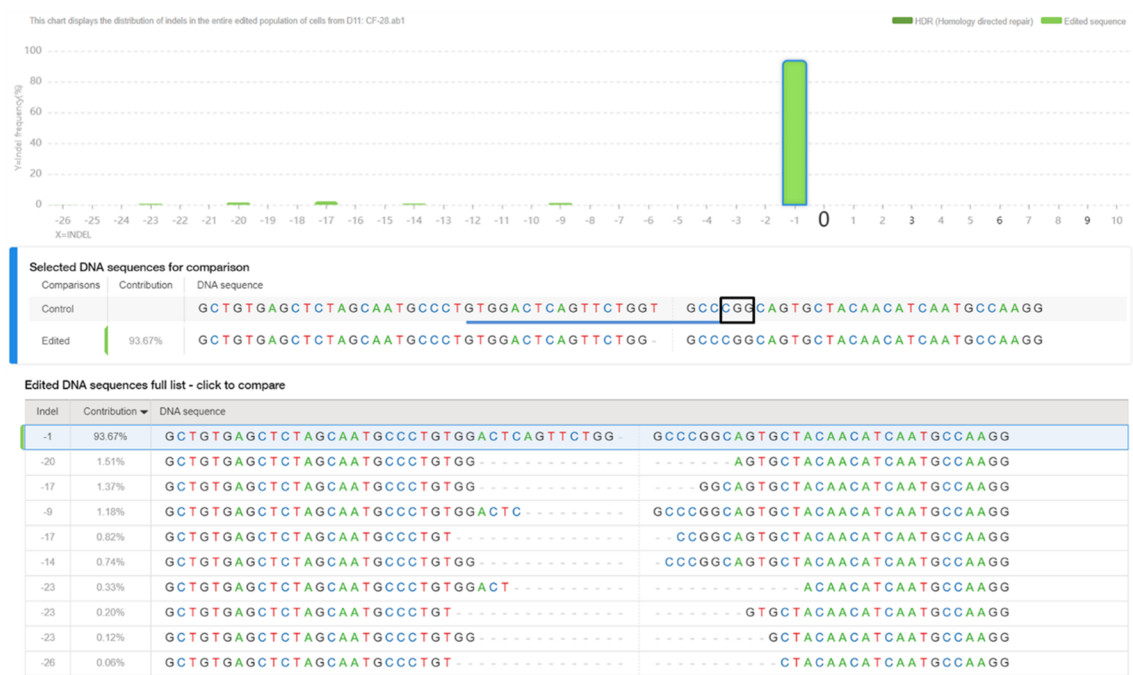 This chart displays the distribution of indels in the entire edited population of cells from D11: CF-28.ab1
HDR (Homology directed repair) Edited sequence
100
80
60
40
20
0
Y=Indel frequency(%)
-26 -25 -24 -23 -22 -21 -20 -19 -18 -17 -16 -15 -14 -13 -12 -11 -10 -9 -8 -7 -6 -5 -4 -3 -2 -1 0 1 2 3 4 5 6 7 8 9 10
X=INDEL
Selected DNA sequences for comparison
Comparisons Contribution DNA sequence
Control GCTGTGAGCTCTAGCAATGCCCTGTGGACTCAGTTCTGGT GCCCGGCAGTGCTACAACATCAATGCCAAGG
Edited 93.67% GCTGTGAGCTCTAGCAATGCCCTGTGGACTCAGTTCTGG- GCCCGGCAGTGCTACAACATCAATGCCAAGG
Edited DNA sequences full list - click to compare
Indel Contribution DNA sequence
-1 93.67% GCTGTGAGCTCTAGCAATGCCCTGTGGACTCAGTTCTGG- GCCCGGCAGTGCTACAACATCAATGCCAAGG
-20 1.51% GCTGTGAGCTCTAGCAATGCCCTGTGG------------- -------AGTGCTACAACATCAATGCCAAGG
-17 1.37% GCTGTGAGCTCTAGCAATGCCCTGTGG------------- ----GGCAGTGCTACAACATCAATGCCAAGG
-9 1.18% GCTGTGAGCTCTAGCAATGCCCTGTGGACTC--------- GCCCGGCAGTGCTACAACATCAATGCCAAGG
-17 0.82% GCTGTGAGCTCTAGCAATGCCCTGT--------------- --CCGGCAGTGCTACAACATCAATGCCAAGG
-14 0.74% GCTGTGAGCTCTAGCAATGCCCTGTGG------------- -CCCGGCAGTGCTACAACATCAATGCCAAGG
-23 0.33% GCTGTGAGCTCTAGCAATGCCCTGTGGACT---------- -------------ACAACATCAATGCCAAGG
-23 0.20% GCTGTGAGCTCTAGCAATGCCCTGT--------------- --------GTGCTACAACATCAATGCCAAGG
-23 0.12% GCTGTGAGCTCTAGCAATGCCCTGTGG------------- ----------GCTACAACATCAATGCCAAGG
-26 0.06% GCTGTGAGCTCTAGCAATGCCCTGT--------------- -----------CTACAACATCAATGCCAAGG